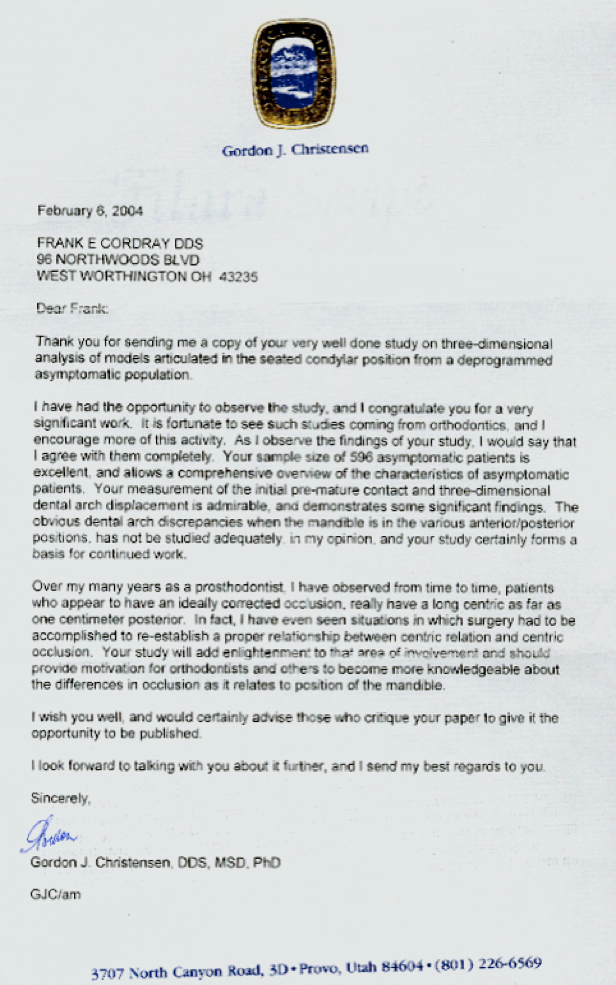 PRACTICAL CLINICAL
Gordon J. Christensen
February 6, 2004
FRANK E CORDRAY DDS
96 NORTHWOODS BLVD
WEST WORTHINGTON OH 43235
Dear Frank:
Thank you for sending me a copy of your very well done study on three-dimensional
analysis of models articulated in the seated condylar position from a deprogrammed
asymptomatic population.
I have had the opportunity to observe the study, and I congratulate you for a very
significant work. It is fortunate to see such studies coming from orthodontics, and I
encourage more of this activity. As I observe the findings of your study, I would say that
I agree with them completely. Your sample size of 596 asymptomatic patients is
excellent, and allows a comprehensive overview of the characteristics of asymptomatic
patients. Your measurement of the initial pre-mature contact and three-dimensional
dental arch displacement is admirable, and demonstrates some significant findings. The
obvious dental arch discrepancies when the mandible is in the various anterior/posterior
positions, has not be studied adequately, in my opinion, and your study certainly forms a
basis for continued work.
Over my many years as a prosthodontist, I have observed from time to time, patients
who appear to have an ideally corrected occlusion, really have a long centric as far as
one centimeter posterior. In fact, I have even seen situations in which surgery had to be
accomplished to re-establish a proper relationship between centric relation and centric
occlusion. Your study will add enlightenment to that area of involvement and should
provide motivation for orthodontists and others to become more knowledgeable about
the differences in occlusion as it relates to position of the mandible.
I wish you well, and would certainly advise those who critique your paper to give it the
opportunity to be published.
I look forward to talking with you about it further, and I send my best regards to you.
Sincerely,
Gordon
Gordon J. Christensen, DDS, MSD, PhD
GJC/am
3707 North Canyon Road, 3D • Provo, Utah 84604 • (801) 226-6569